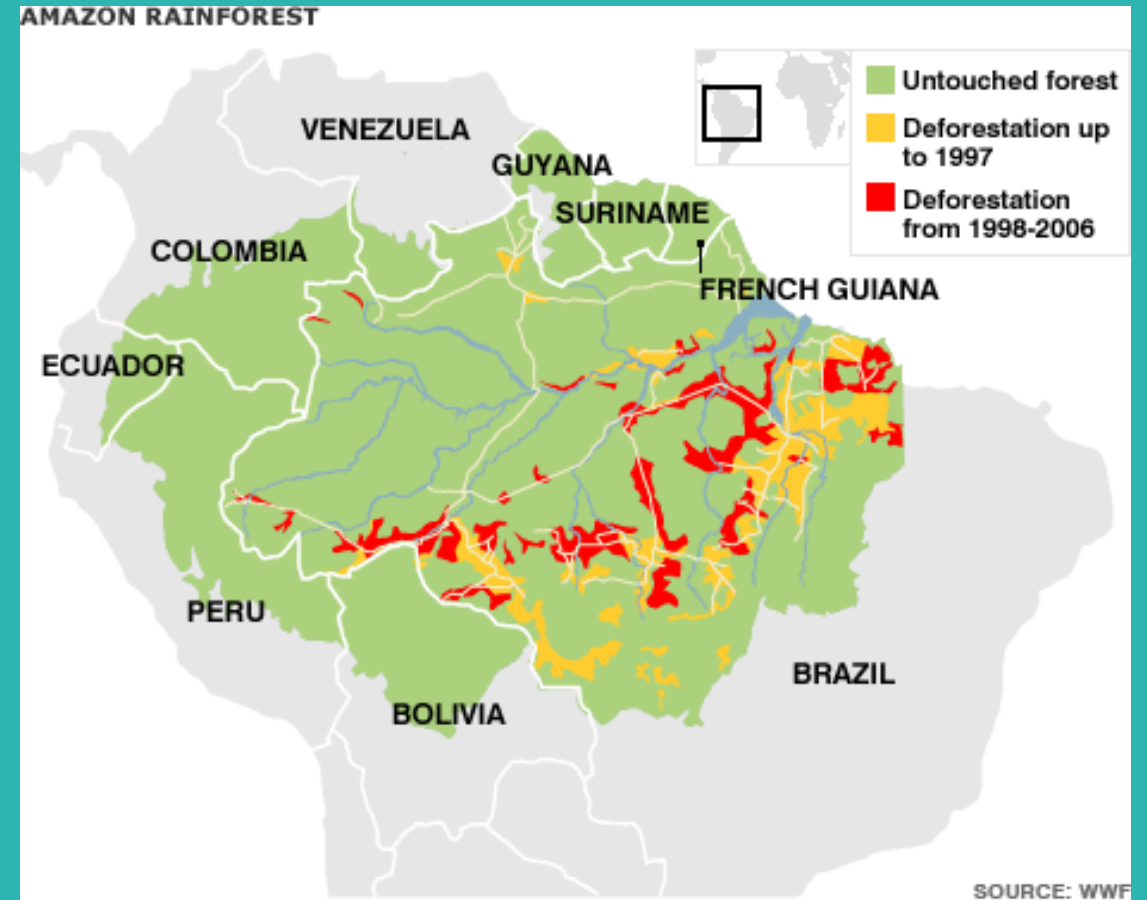 AMAZON RAINFOREST
Untouched forest
Deforestation up
to 1997
Deforestation
from 1998-2006
VENEZUELA
GUYANA
SURINAME
COLOMBIA
FRENCH GUIANA
ECUADOR
PERU
BRAZIL
BOLIVIA
SOURCE: WWF